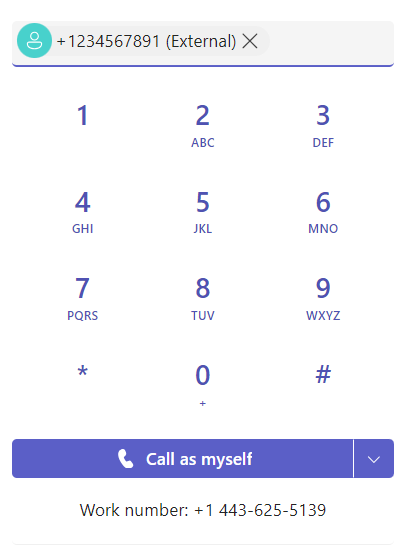 +1234567891 (External)
1 2 3
ABC DEF
4 5 6
GHI JKL MNO
7 8 9
PQRS TUV WXYZ
* 0 #
+
Call as myself
Work number: +1 443-625-5139